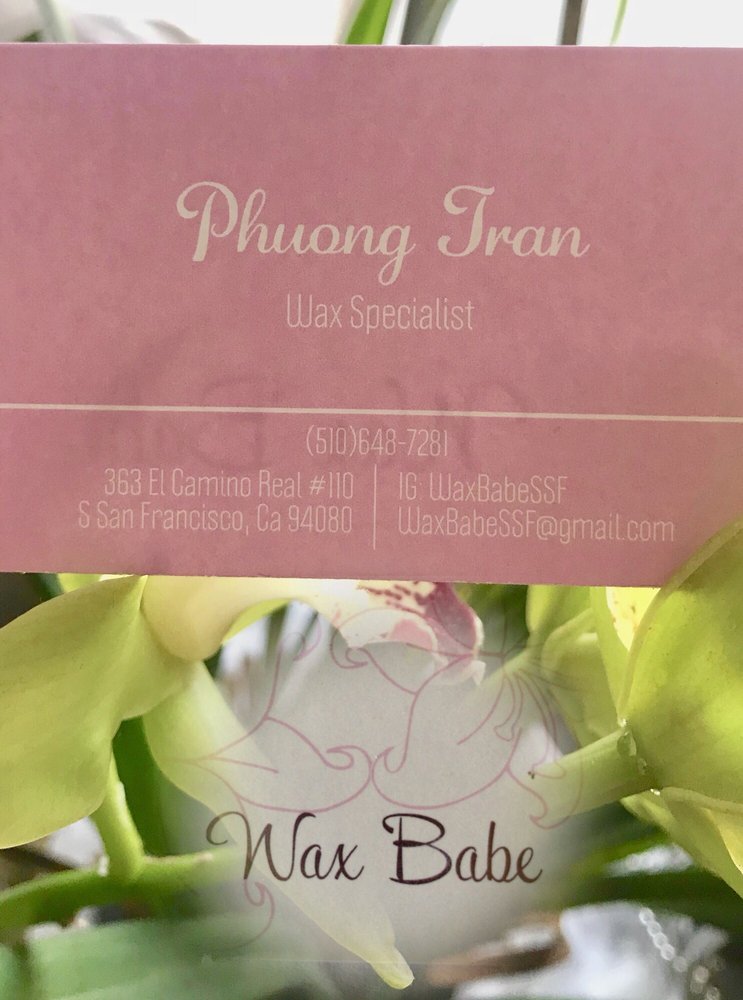 Phuong Tran
Wax Specialist
(510)648-7281
363 El Camino Real #110
S San Francisco, Ca 94080
IG: WaxBabeSSF
WaxBabeSSF@gmail.com
Wax Babe